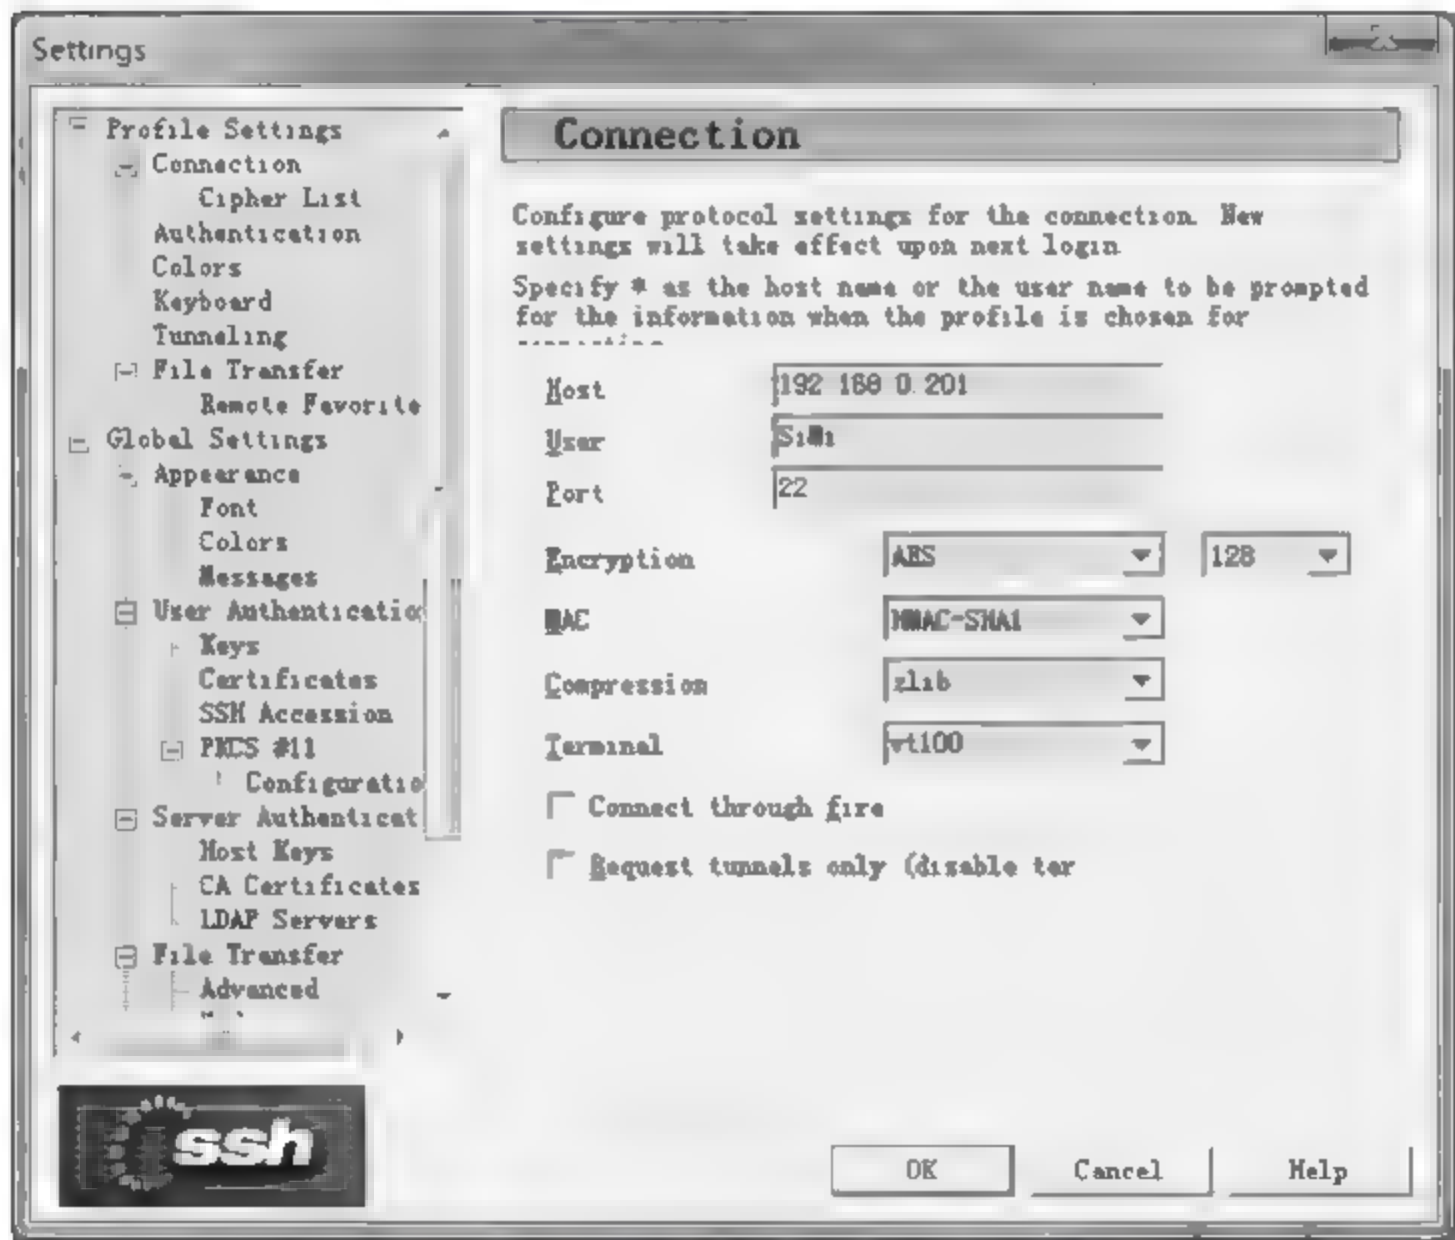 Settings
Profile Settings
Connection
Cipher List
Authentication
Colors
Keyboard
Tunneling
File Transfer
Remote Favorite
Global Settings
Appearance
Font
Colors
Messages
User Authenticatio
Keys
Certificates
SSH Accession
PKCS #11
Configuratio
Server Authenticat
Host Keys
CA Certificates
LDAP Servers
File Transfer
Advanced
ssh
Connection
Configure protocol settings for the connection. New
settings will take effect upon next login
Specify * as the host name or the user name to be prompted
for the information when the profile is chosen for
Host 192 168 0.201
User
Port 22
Encryption AES 128
MAC HMAC-SHA1
Compression zlib
Terminal vt100
Connect through fire
Request tunnels only (disable ter
OK Cancel Help